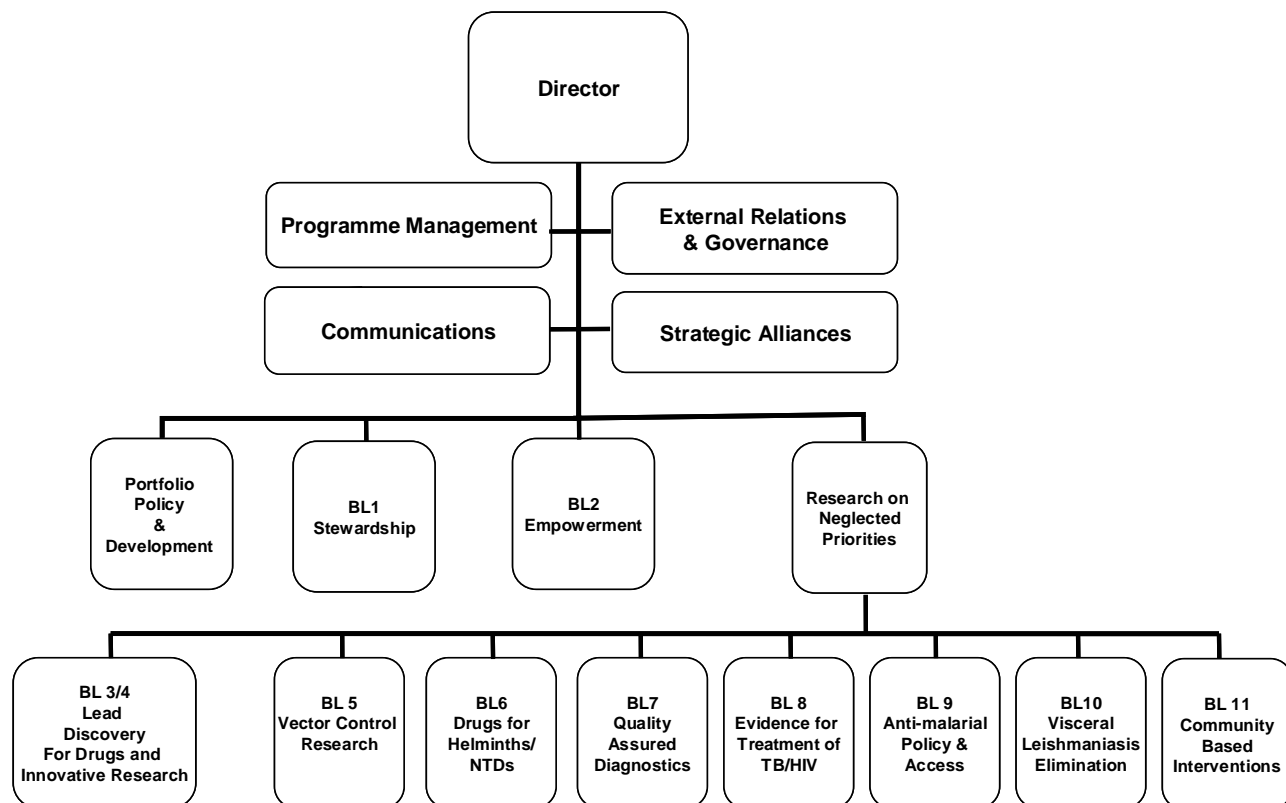 Director
Programme Management
External Relations
& Governance
Communications
Strategic Alliances
Portfolio
Policy
&
Development
BL1
Stewardship
BL2
Empowerment
Research on
Neglected
Priorities
BL 3/4
Lead
Discovery
For Drugs and
Innovative Research
BL 5
Vector Control
Research
BL6
Drugs for
Helminths/
NTDs
BL7
Quality
Assured
Diagnostics
BL 8
Evidence for
Treatment of
TB/HIV
BL 9
Anti-malarial
Policy &
Access
BL10
Visceral
Leishmaniasis
Elimination
BL 11
Community
Based
Interventions